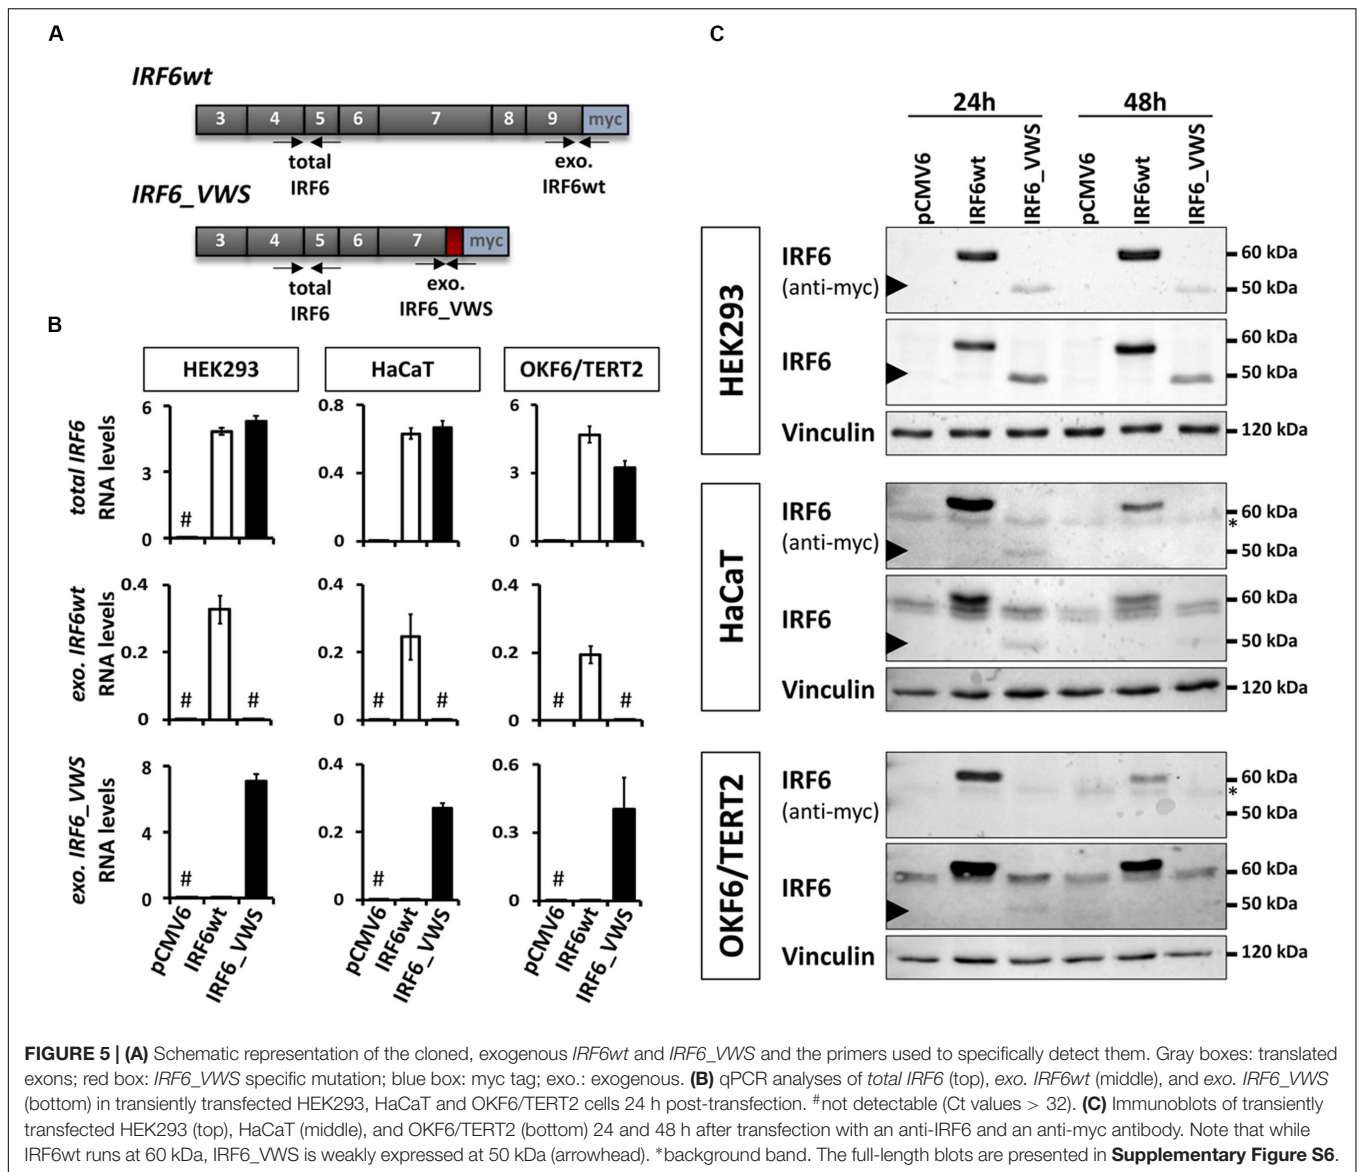 A
IRF6wt
3 4 5 6 7 8 9 myc
total IRF6
exo. IRF6wt
IRF6_VWS
3 4 5 6 7 myc
total IRF6
exo. IRF6_VWS
B
HEK293 HaCaT OKF6/TERT2
total IRF6 RNA levels
6 3 0 #
0.8 0.4 0
6 3 0
exo. IRF6wt RNA levels
0.4 0.2 0 # #
0.4 0.2 0 # #
0.4 0.2 0 # #
exo. IRF6_VWS RNA levels
8 4 0 #
0.4 0.2 0 #
0.6 0.3 0 #
pCMV6 IRF6wt IRF6_VWS
pCMV6 IRF6wt IRF6_VWS
pCMV6 IRF6wt IRF6_VWS
C
24h 48h
pCMV6 IRF6wt IRF6_VWS pCMV6 IRF6wt IRF6_VWS
HEK293
IRF6 (anti-myc) 60 kDa 50 kDa
IRF6 60 kDa 50 kDa
Vinculin 120 kDa
HaCaT
IRF6 (anti-myc) 60 kDa * 50 kDa
IRF6 60 kDa 50 kDa
Vinculin 120 kDa
OKF6/TERT2
IRF6 (anti-myc) 60 kDa * 50 kDa
IRF6 60 kDa 50 kDa
Vinculin 120 kDa
FIGURE 5 | (A) Schematic representation of the cloned, exogenous IRF6wt and IRF6_VWS and the primers used to specifically detect them. Gray boxes: translated
exons; red box: IRF6_VWS specific mutation; blue box: myc tag; exo.: exogenous. (B) qPCR analyses of total IRF6 (top), exo. IRF6wt (middle), and exo. IRF6_VWS
(bottom) in transiently transfected HEK293, HaCaT and OKF6/TERT2 cells 24 h post-transfection. #not detectable (Ct values > 32). (C) Immunoblots of transiently
transfected HEK293 (top), HaCaT (middle), and OKF6/TERT2 (bottom) 24 and 48 h after transfection with an anti-IRF6 and an anti-myc antibody. Note that while
IRF6wt runs at 60 kDa, IRF6_VWS is weakly expressed at 50 kDa (arrowhead). *background band. The full-length blots are presented in Supplementary Figure S6.